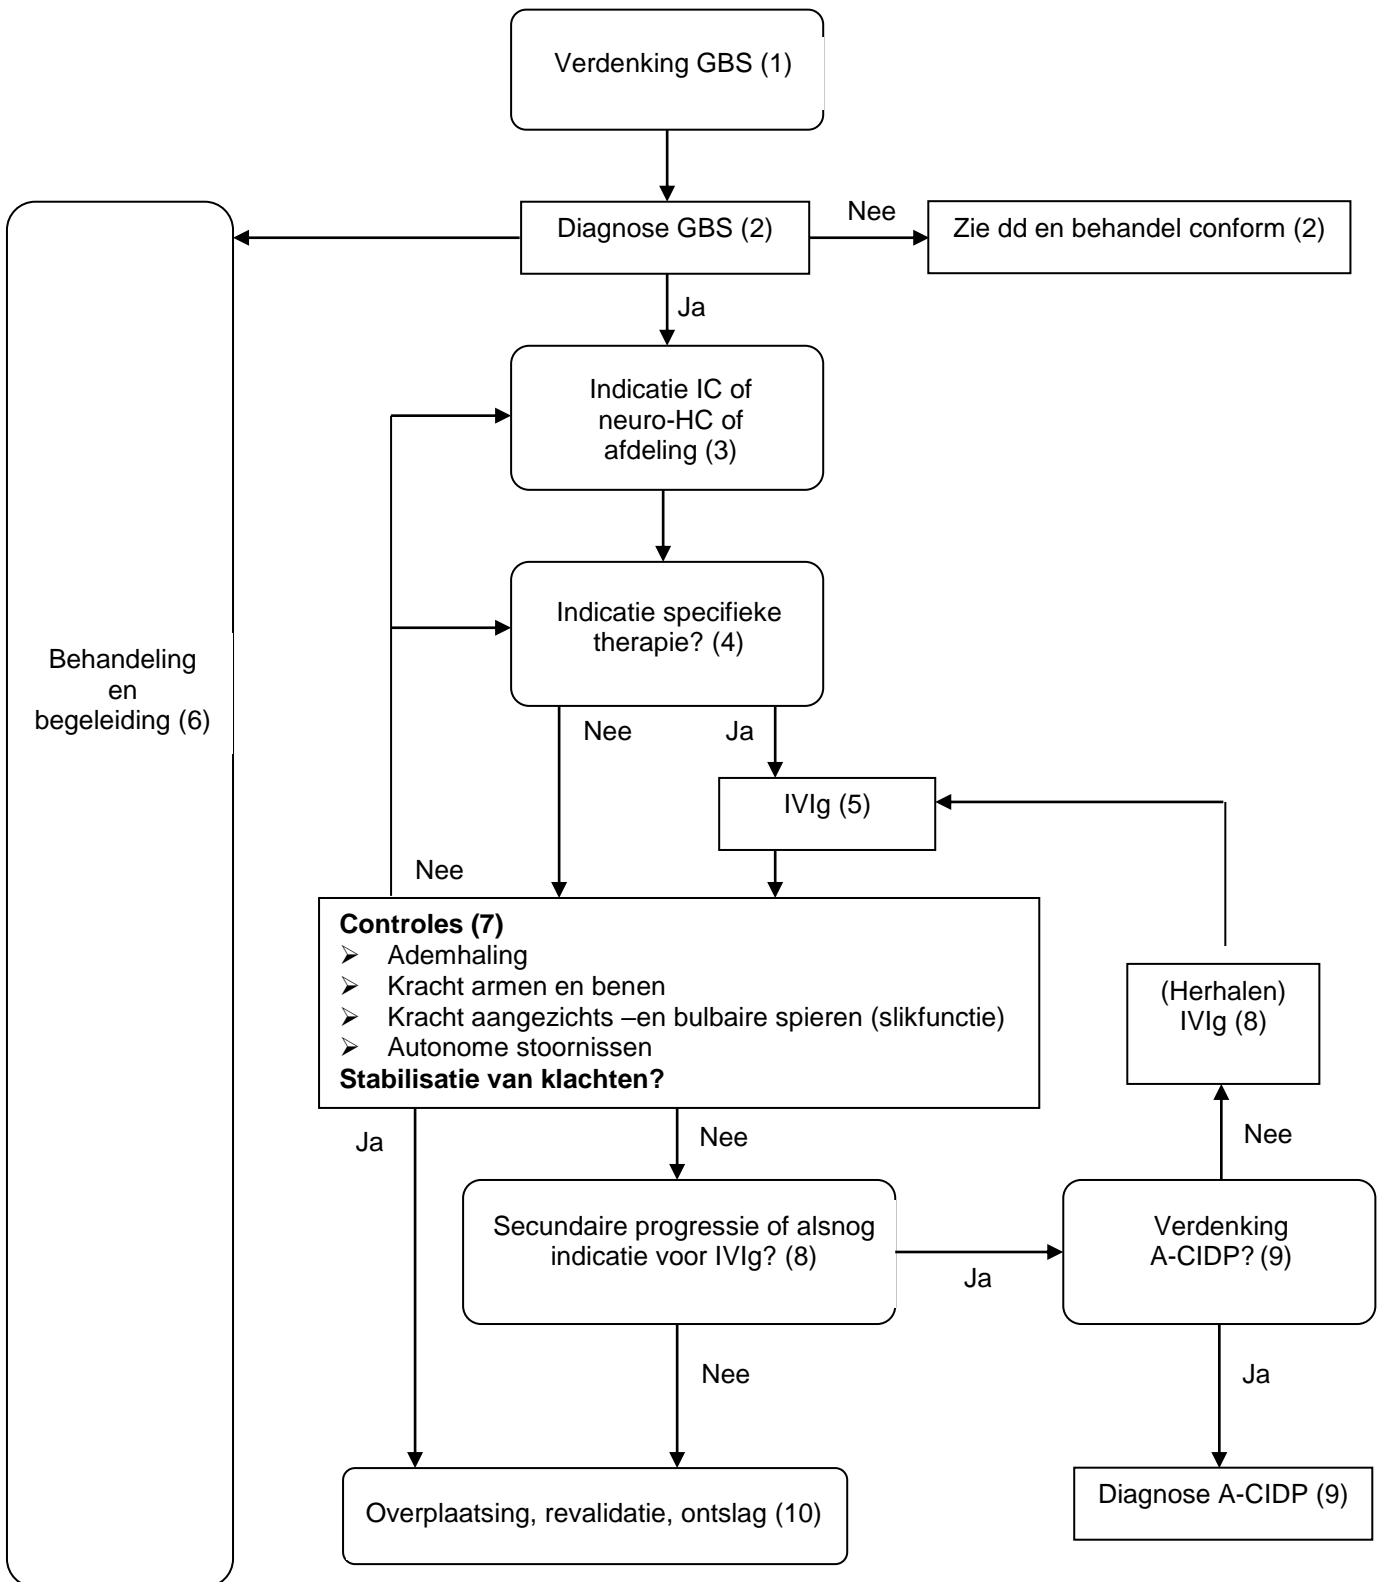 Verdenking GBS (1)
Diagnose GBS (2)
Nee
Zie dd en behandel conform (2)
Ja
Indicatie IC of
neuro-HC of
afdeling (3)
Indicatie specifieke
therapie? (4)
Behandeling
en
begeleiding (6)
Nee
Ja
IVIg (5)
Nee
Controles (7)
➢ Ademhaling
➢ Kracht armen en benen
➢ Kracht aangezichts –en bulbaire spieren (slikfunctie)
➢ Autonome stoornissen
Stabilisatie van klachten?
(Herhalen)
IVIg (8)
Ja
Nee
Nee
Secundaire progressie of alsnog
indicatie voor IVIg? (8)
Ja
Verdenking
A-CIDP? (9)
Nee
Ja
Overplaatsing, revalidatie, ontslag (10)
Diagnose A-CIDP (9)